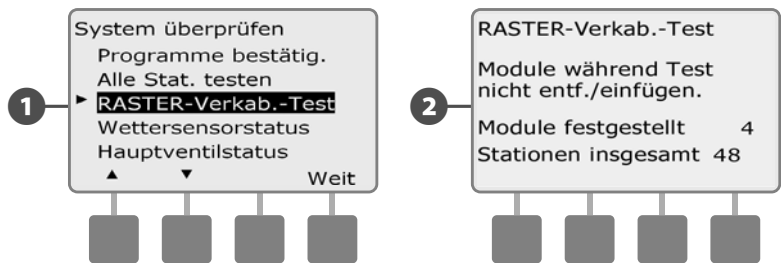 1
System überprüfen
Programme bestätig.
Alle Stat. testen
► RASTER-Verkab.-Test
Wettersensorstatus
Hauptventilstatus
▲ ▼ Weit
2
RASTER-Verkab.-Test
Module während Test
nicht entf./einfügen.
Module festgestellt 4
Stationen insgesamt 48